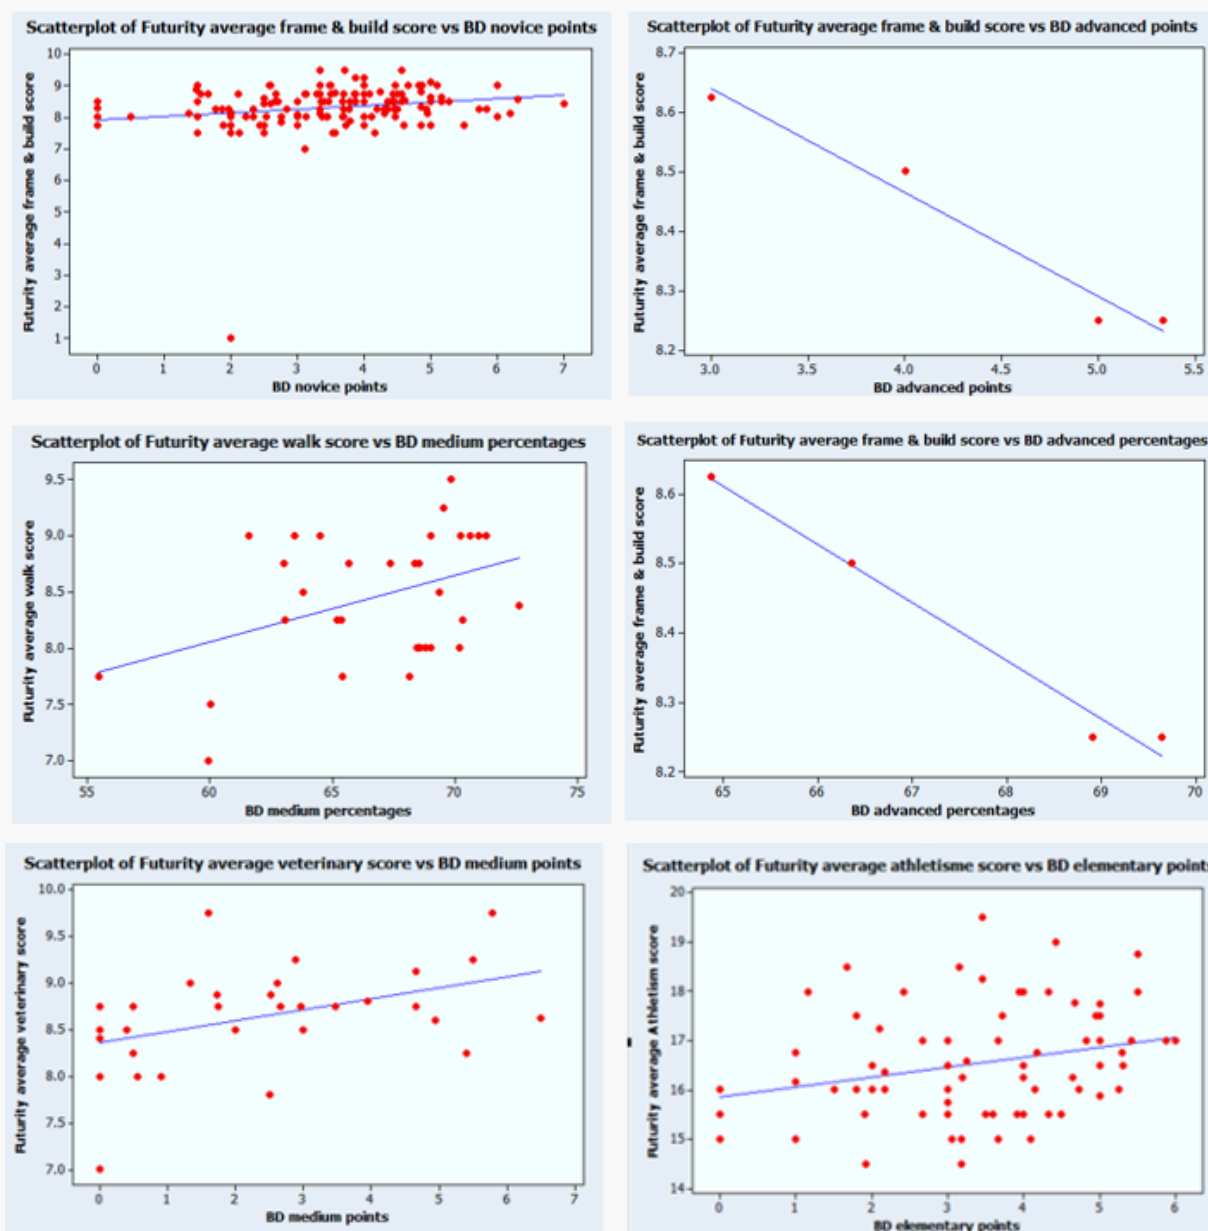 Scatterplot of Futurity average frame & build score vs BD novice points
Futurity average frame & build score
10
9
8
7
6
5
4
3
2
1
0 1 2 3 4 5 6 7
BD novice points
Scatterplot of Futurity average frame & build score vs BD advanced points
Futurity average frame & build score
8.7
8.6
8.5
8.4
8.3
8.2
3.0 3.5 4.0 4.5 5.0 5.5
BD advanced points
Scatterplot of Futurity average walk score vs BD medium percentages
Futurity average walk score
9.5
9.0
8.5
8.0
7.5
7.0
55 60 65 70 75
BD medium percentages
Scatterplot of Futurity average frame & build score vs BD advanced percentages
Futurity average frame & build score
8.6
8.5
8.4
8.3
8.2
65 66 67 68 69 70
BD advanced percentages
Scatterplot of Futurity average veterinary score vs BD medium points
Futurity average veterinary score
10.0
9.5
9.0
8.5
8.0
7.5
7.0
0 1 2 3 4 5 6 7
BD medium points
Scatterplot of Futurity average athletisme score vs BD elementary points
Futurity average Athletism score
20
19
18
17
16
15
14
0 1 2 3 4 5 6
BD elementary points